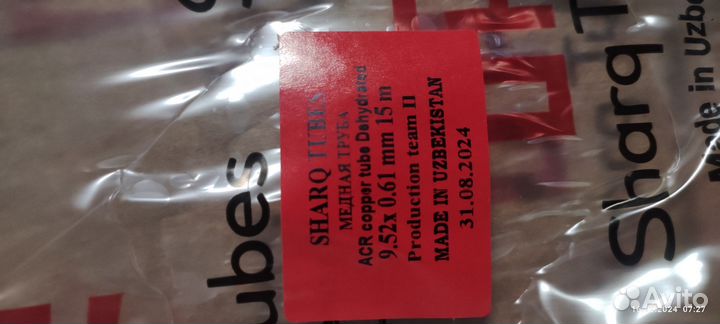 SHARQ TUBES
МЕДНАЯ ТРУБА
ACR copper tube Dehydrated
9.52x 0.61 mm 15 m
Production team II
MADE IN UZBEKISTAN
31.08.2024
ubes
Sharq T
Made in Uzbe
Avito
2024 07:27